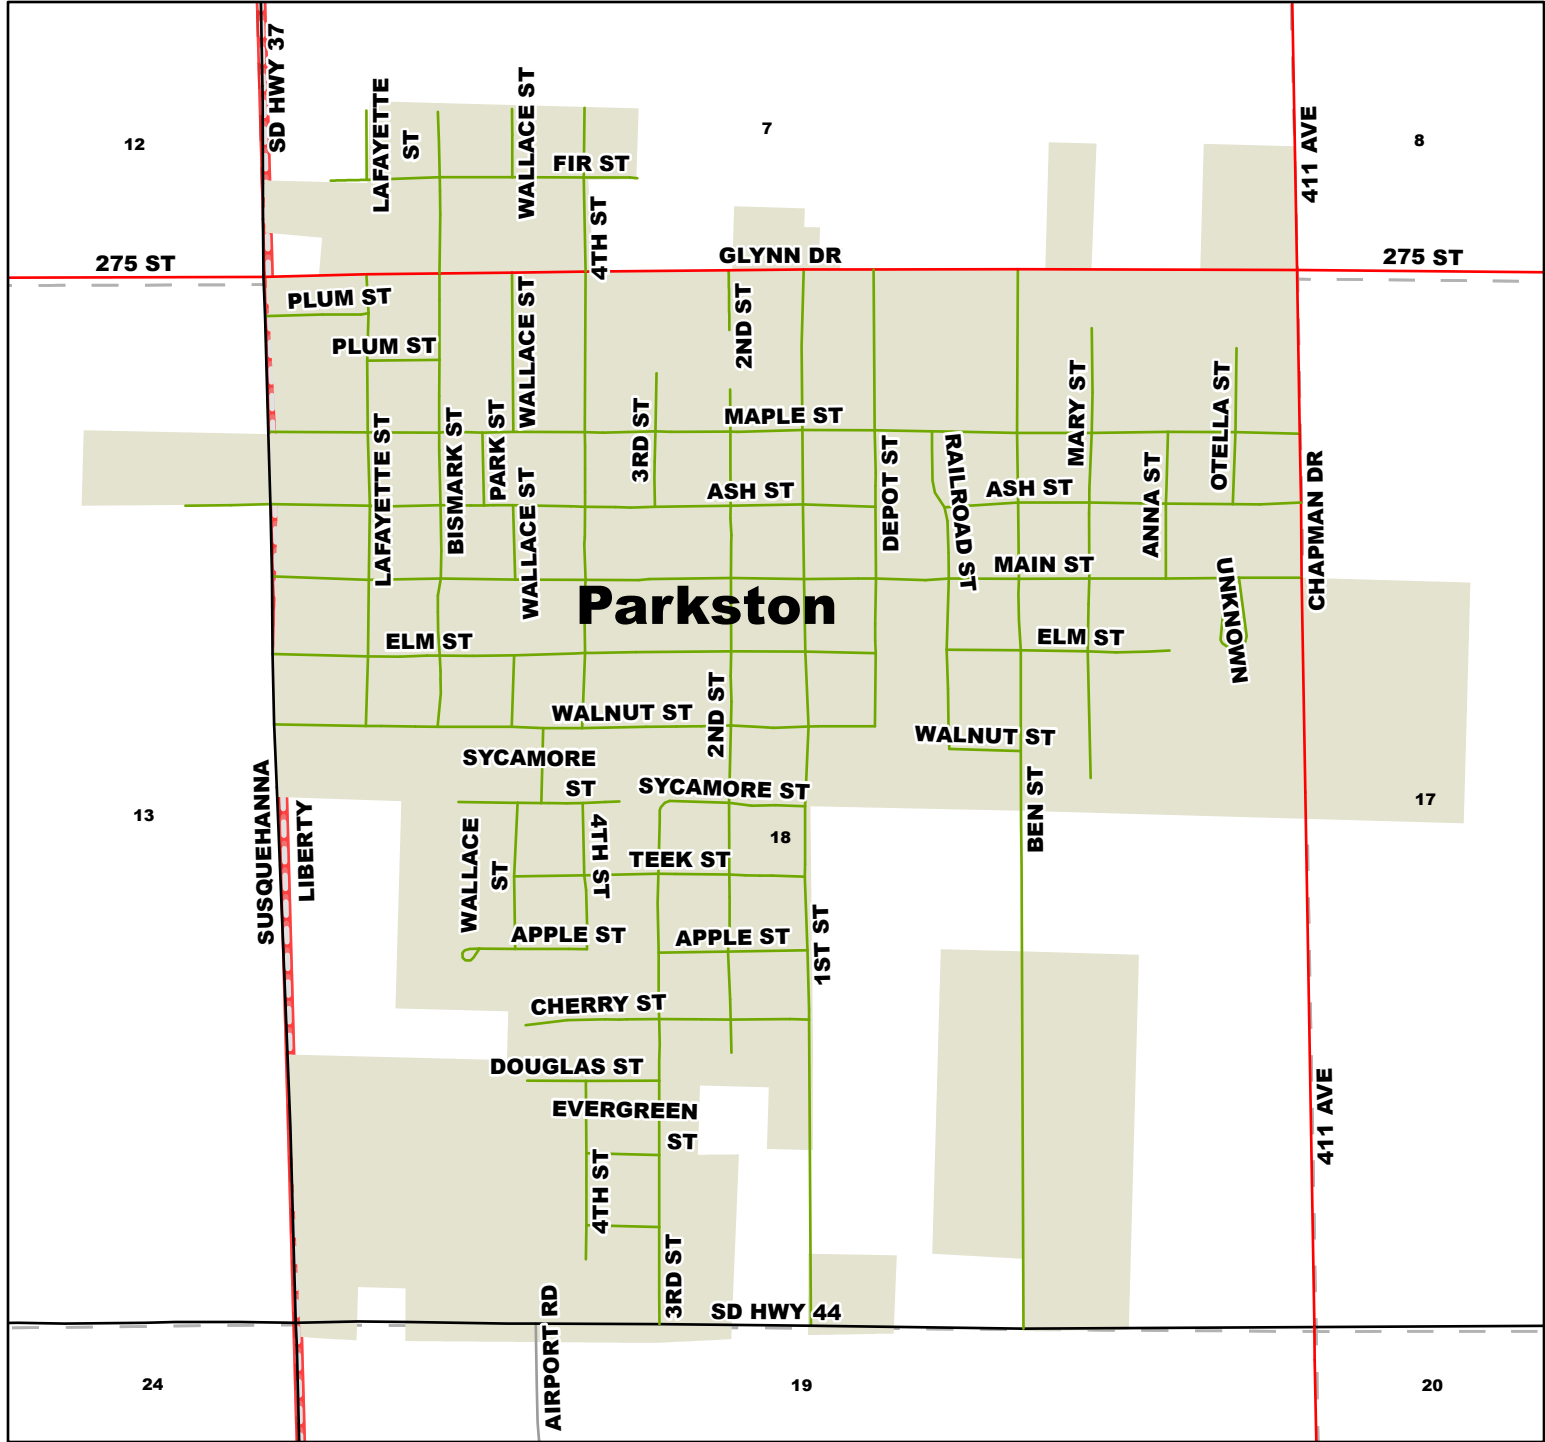 SD HWY 37
LAFAYETTE
ST
WALLACE ST
7
12
8
411 AVE
FIR ST
4TH ST
275 ST
GLYNN DR
275 ST
PLUM ST
WALLACE ST
2ND ST
PLUM ST
MARY ST
OTELLA ST
LAFAYETTE ST
BISMARK ST
PARK ST
3RD ST
MAPLE ST
DEPOT ST
RAILROAD ST
ANNA ST
CHAPMAN DR
WALLACE ST
ASH ST
ASH ST
MAIN ST
UNKNOWN
Parkston
ELM ST
ELM ST
2ND ST
WALNUT ST
WALNUT ST
SYCAMORE
ST
SYCAMORE ST
BEN ST
SUSQUEHANNA
LIBERTY
13
17
WALLACE
ST
4TH ST
18
TEEK ST
APPLE ST
APPLE ST
1ST ST
CHERRY ST
DOUGLAS ST
411 AVE
EVERGREEN
ST
4TH ST
3RD ST
AIRPORT RD
SD HWY 44
24
19
20